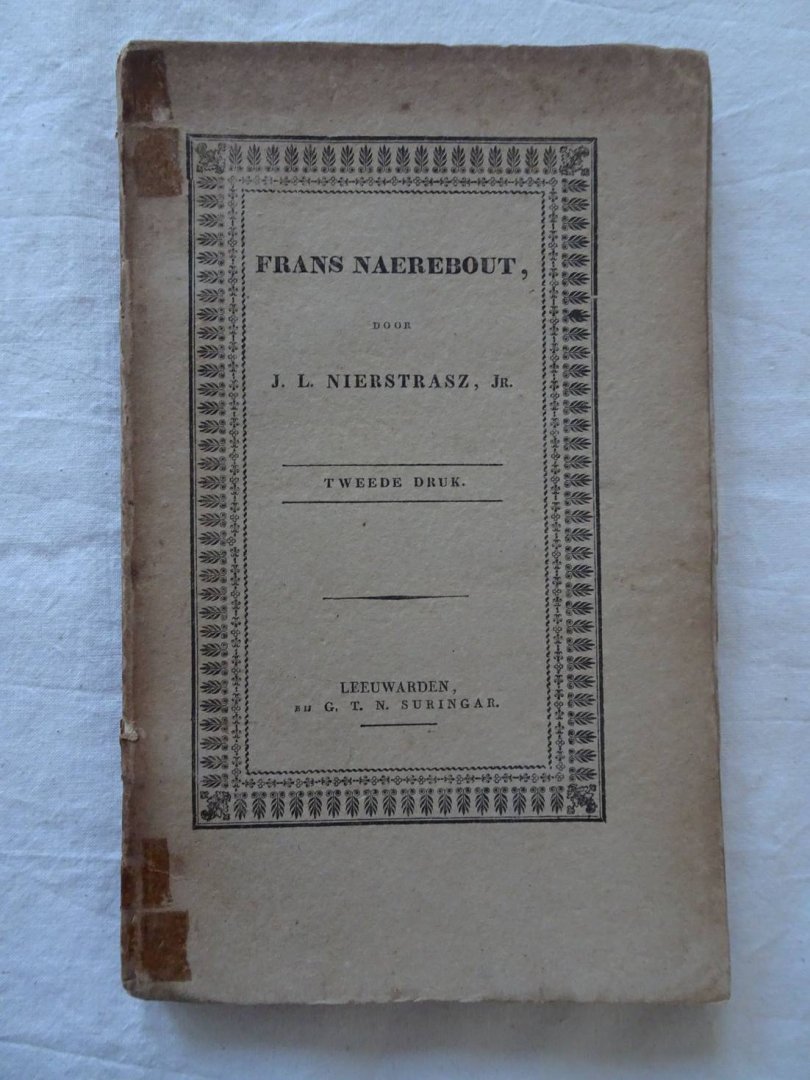 FRANS NAEREBOUT,
DOOR
J. L. NIERSTRASZ, JR.
TWEEDE DRUK.
LEEUWARDEN,
BIJ G. T. N. SURINGAR.